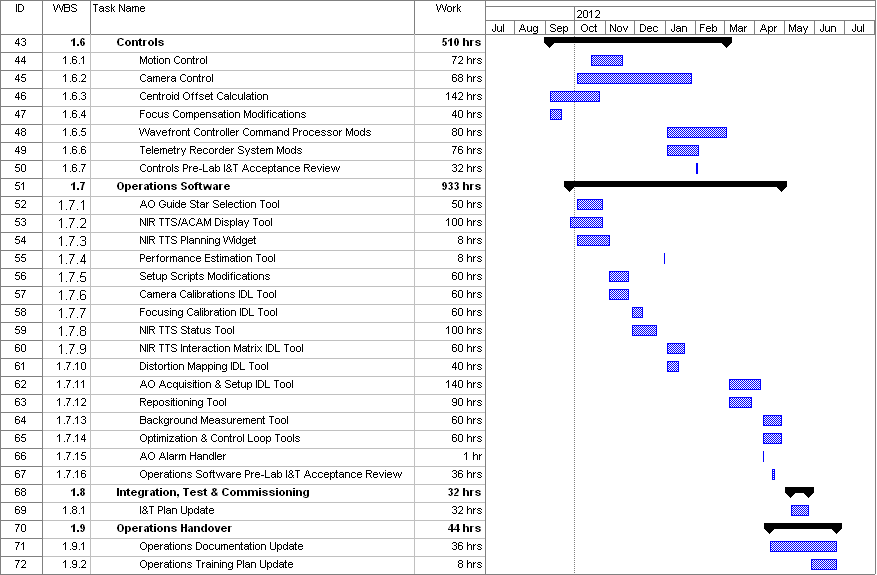 ID WBS Task Name Work 2012
Jul Aug Sep Oct Nov Dec Jan Feb Mar Apr May Jun Jul
43 1.6 Controls 510 hrs
44 1.6.1 Motion Control 72 hrs
45 1.6.2 Camera Control 68 hrs
46 1.6.3 Centroid Offset Calculation 142 hrs
47 1.6.4 Focus Compensation Modifications 40 hrs
48 1.6.5 Wavefront Controller Command Processor Mods 80 hrs
49 1.6.6 Telemetry Recorder System Mods 76 hrs
50 1.6.7 Controls Pre-Lab I&T Acceptance Review 32 hrs
51 1.7 Operations Software 933 hrs
52 1.7.1 AO Guide Star Selection Tool 50 hrs
53 1.7.2 NIR TTS/ACAM Display Tool 100 hrs
54 1.7.3 NIR TTS Planning Widget 8 hrs
55 1.7.4 Performance Estimation Tool 8 hrs
56 1.7.5 Setup Scripts Modifications 60 hrs
57 1.7.6 Camera Calibrations IDL Tool 60 hrs
58 1.7.7 Focusing Calibration IDL Tool 60 hrs
59 1.7.8 NIR TTS Status Tool 100 hrs
60 1.7.9 NIR TTS Interaction Matrix IDL Tool 60 hrs
61 1.7.10 Distortion Mapping IDL Tool 40 hrs
62 1.7.11 AO Acquisition & Setup IDL Tool 140 hrs
63 1.7.12 Repositioning Tool 90 hrs
64 1.7.13 Background Measurement Tool 60 hrs
65 1.7.14 Optimization & Control Loop Tools 60 hrs
66 1.7.15 AO Alarm Handler 1 hr
67 1.7.16 Operations Software Pre-Lab I&T Acceptance Review 36 hrs
68 1.8 Integration, Test & Commissioning 32 hrs
69 1.8.1 I&T Plan Update 32 hrs
70 1.9 Operations Handover 44 hrs
71 1.9.1 Operations Documentation Update 36 hrs
72 1.9.2 Operations Training Plan Update 8 hrs